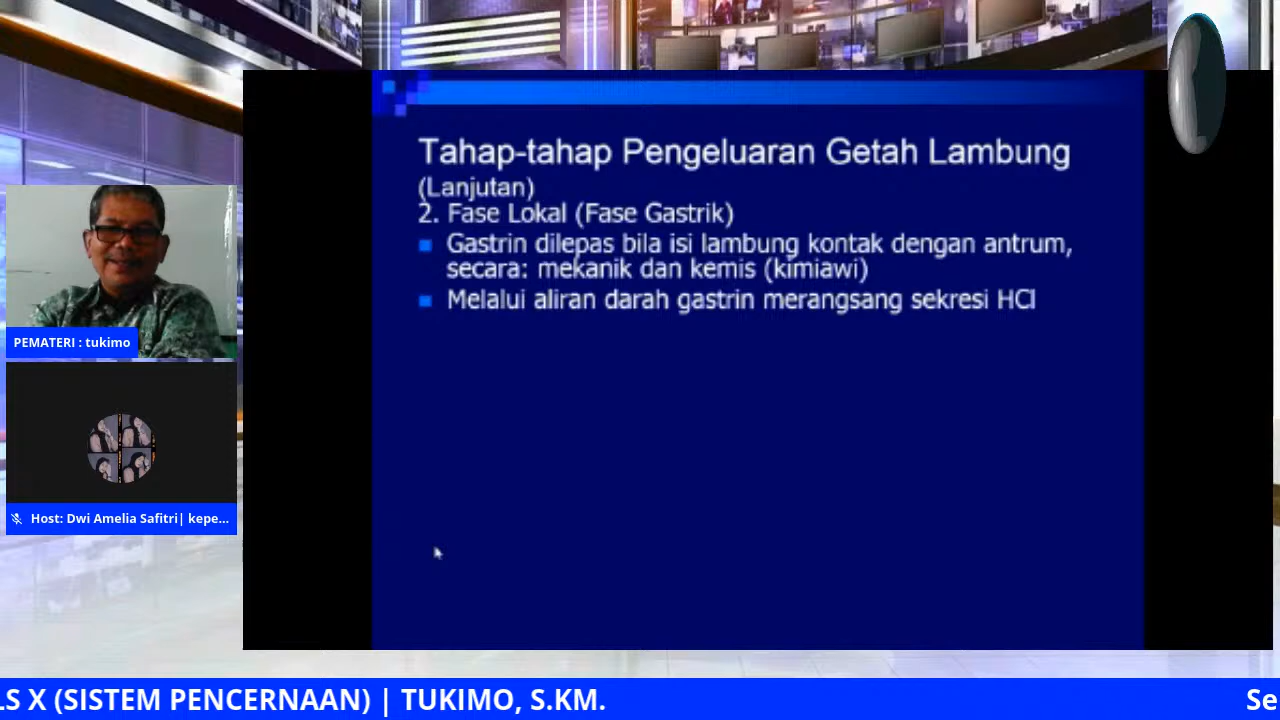 Tahap-tahap Pengeluaran Getah Lambung
(Lanjutan)
2. Fase Lokal (Fase Gastrik)
Gastrin dilepas bila isi lambung kontak dengan antrum,
secara: mekanik dan kemis (kimiawi)
Melalui aliran darah gastrin merangsang sekresi HCl
PEMATERI : tukimo
Host: Dwi Amelia Safitri| kepe...
LS X (SISTEM PENCERNAAN) | TUKIMO, S.KM.
Se